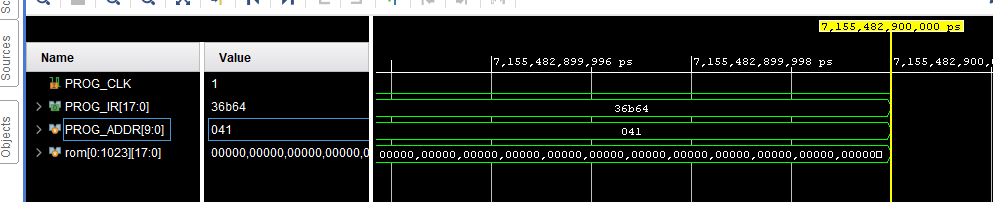 Sc
Sources
Objects
7,155,482,900,000 ps
Name Value
7,155,482,899,996 ps 7,155,482,899,998 ps 7,155,482,900,0
PROG_CLK 1
PROG_IR[17:0] 36b64 36b64
PROG_ADDR[9:0] 041 041
rom[0:1023][17:0] 00000,00000,00000,00000,0 00000,00000,00000,00000,00000,00000,00000,00000,00000,00000,00000,00000